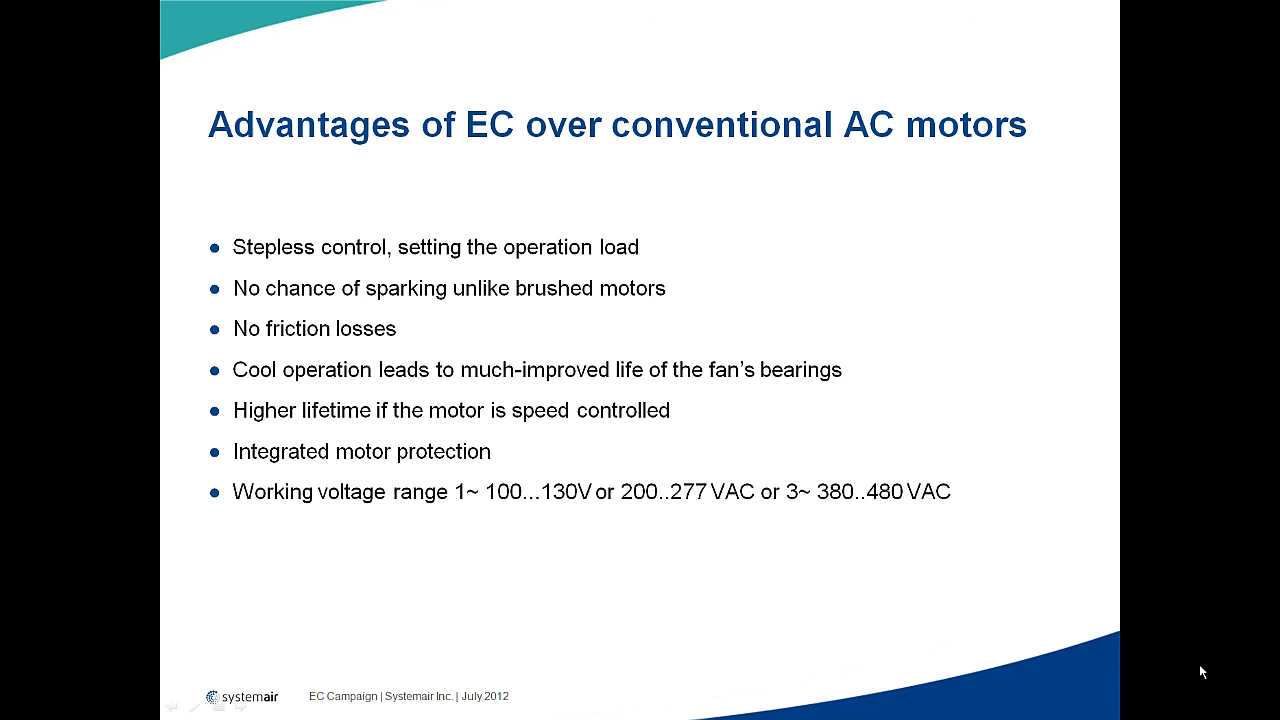 Advantages of EC over conventional AC motors
● Stepless control, setting the operation load
● No chance of sparking unlike brushed motors
● No friction losses
● Cool operation leads to much-improved life of the fan’s bearings
● Higher lifetime if the motor is speed controlled
● Integrated motor protection
● Working voltage range 1~ 100...130V or 200..277 VAC or 3~ 380..480 VAC
systemair EC Campaign | Systemair Inc. | July 2012